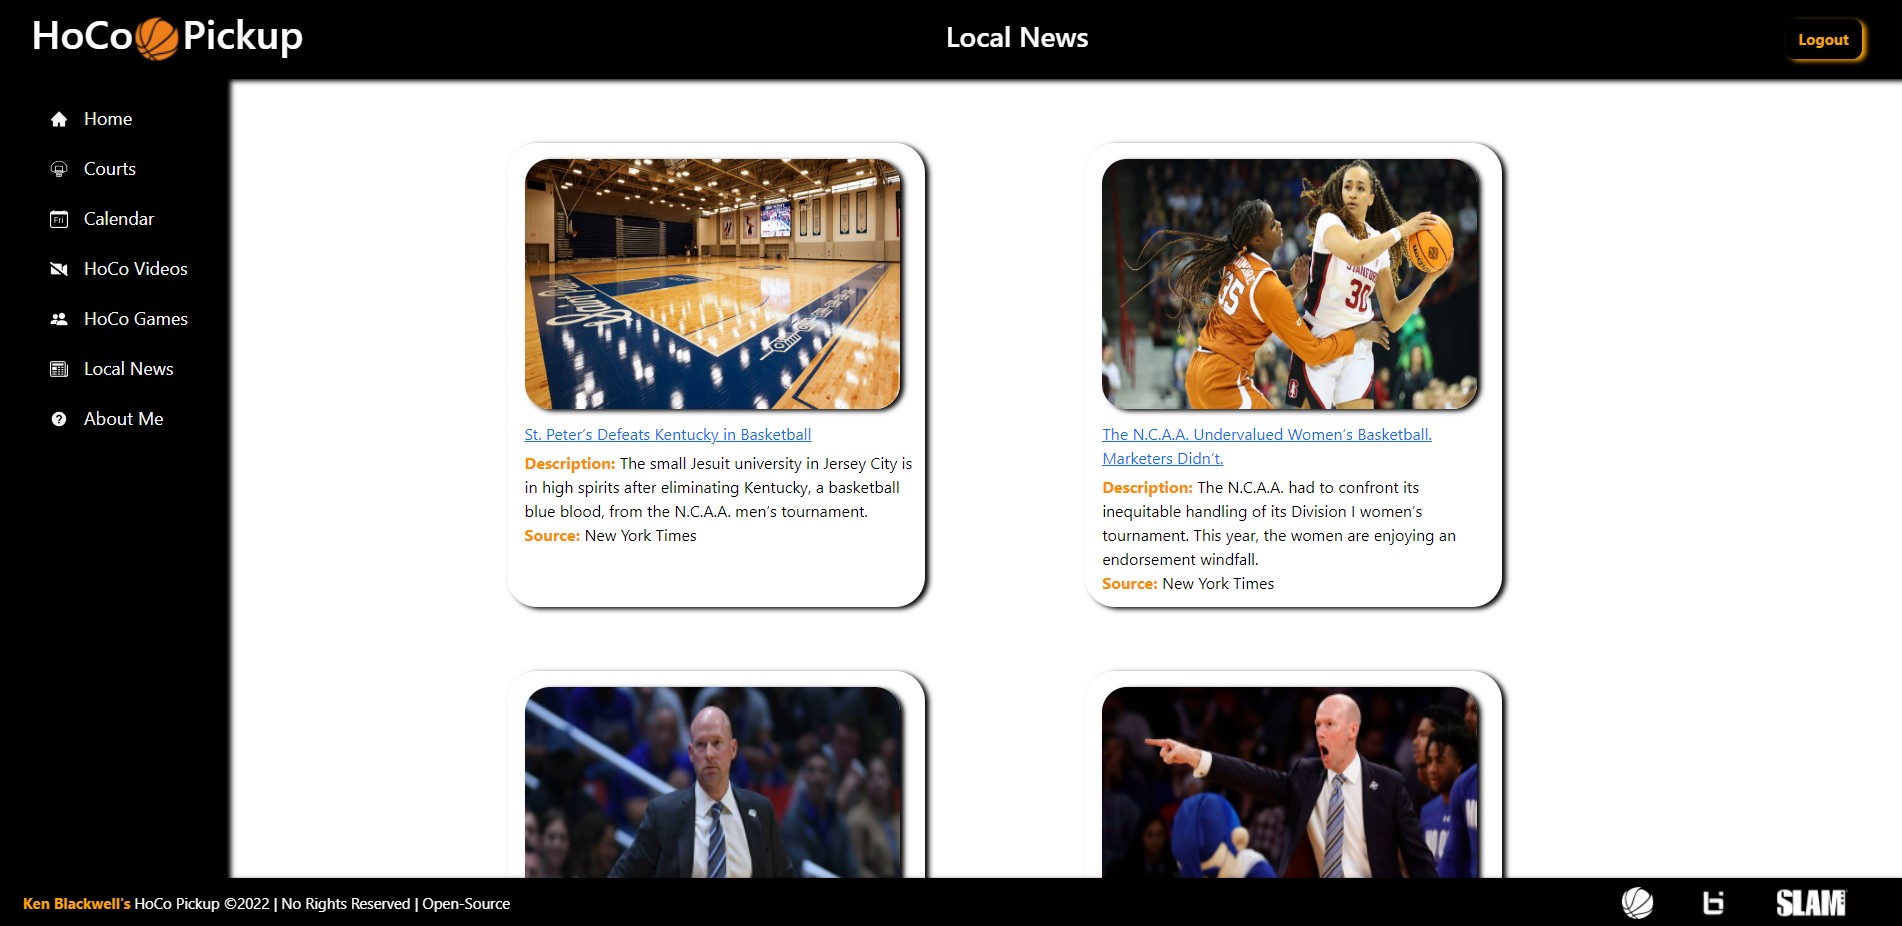 HoCo Pickup
Local News
Logout
Home
Courts
Fri
Calendar
HoCo Videos
HoCo Games
Local News
About Me
35
STANFORD
30
St. Peter's Defeats Kentucky in Basketball
Description: The small Jesuit university in Jersey City is
in high spirits after eliminating Kentucky, a basketball
blue blood, from the N.C.A.A. men's tournament.
Source: New York Times
The N.C.A.A. Undervalued Women's Basketball.
Marketers Didn't.
Description: The N.C.A.A. had to confront its
inequitable handling of its Division I women's
tournament. This year, the women are enjoying an
endorsement windfall.
Source: New York Times
Ken Blackwell's HoCo Pickup ©2022 | No Rights Reserved | Open-Source
SLAM